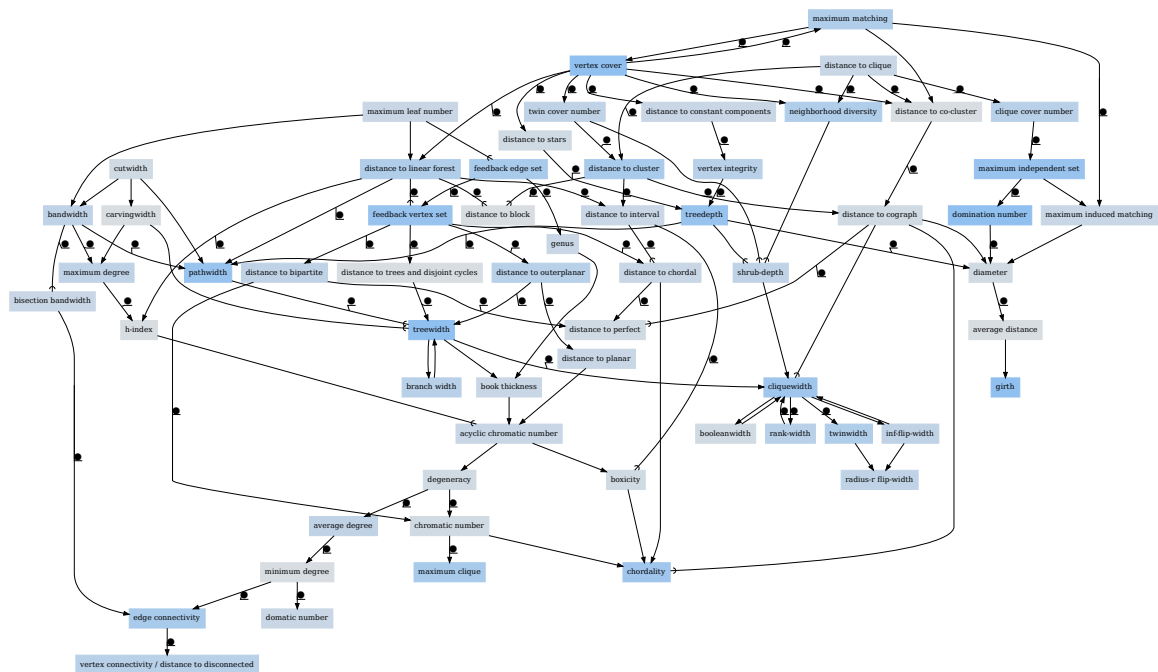 maximum matching
vertex cover
distance to clique
maximum leaf number
twin cover number
distance to constant components
neighborhood diversity
distance to co-cluster
clique cover number
distance to stars
cutwidth
distance to linear forest
feedback edge set
distance to cluster
vertex integrity
maximum independent set
bandwidth
carvingwidth
feedback vertex set
distance to block
distance to interval
treedepth
distance to cograph
domination number
maximum induced matching
genus
maximum degree
pathwidth
distance to bipartite
distance to trees and disjoint cycles
distance to outerplanar
distance to chordal
shrub-depth
diameter
bisection bandwidth
h-index
treewidth
distance to perfect
average distance
distance to planar
branch width
book thickness
cliquewidth
girth
acyclic chromatic number
booleanwidth
rank-width
twinwidth
inf-flip-width
degeneracy
boxicity
radius-r flip-width
average degree
chromatic number
minimum degree
maximum clique
chordality
edge connectivity
domatic number
vertex connectivity / distance to disconnected